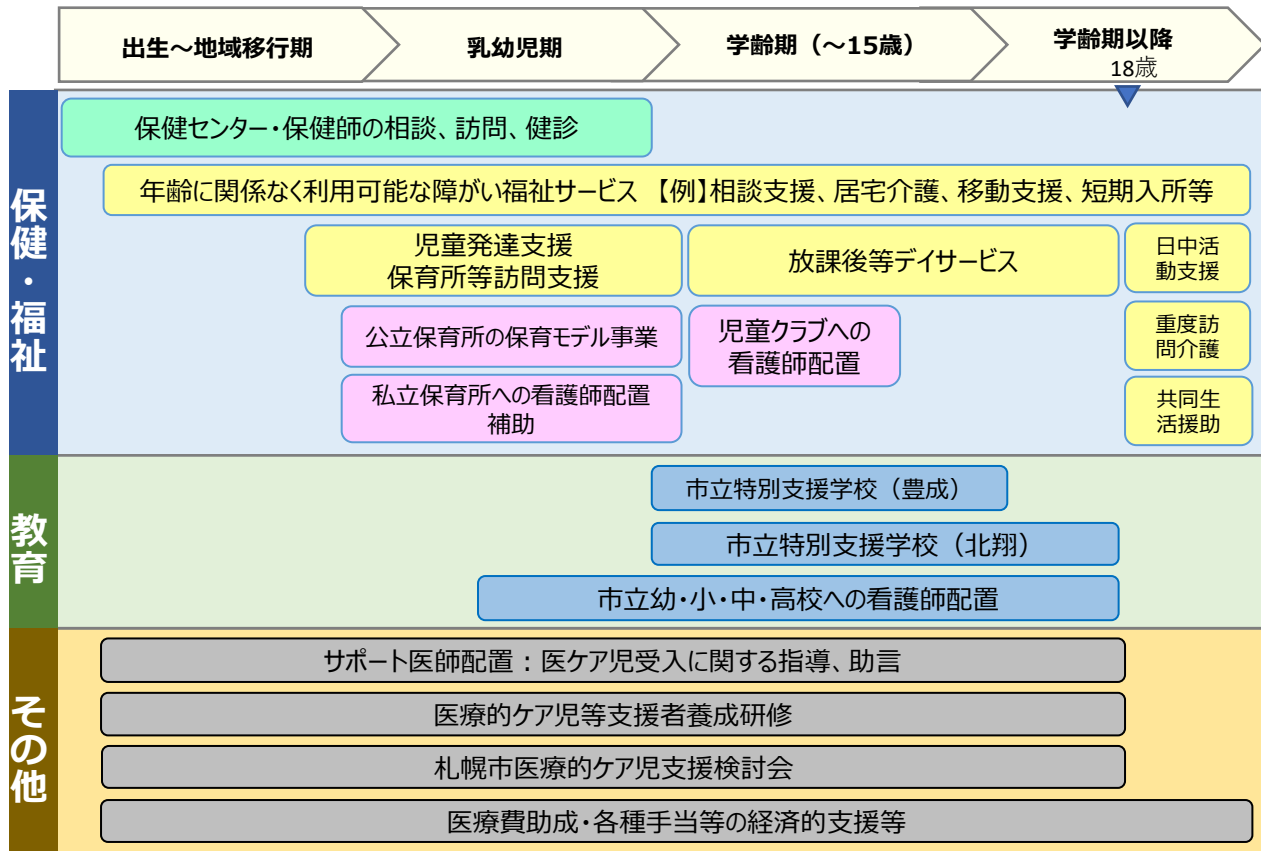 出生～地域移行期
乳幼児期
学齢期（～15歳）
学齢期以降
18歳
保健・福祉
保健センター・保健師の相談、訪問、健診
年齢に関係なく利用可能な障がい福祉サービス 【例】相談支援、居宅介護、移動支援、短期入所等
児童発達支援
保育所等訪問支援
放課後等デイサービス
日中活
動支援
公立保育所の保育モデル事業
児童クラブへの
看護師配置
重度訪
問介護
私立保育所への看護師配置
補助
共同生
活援助
教育
市立特別支援学校（豊成）
市立特別支援学校（北翔）
市立幼・小・中・高校への看護師配置
その他
サポート医師配置：医ケア児受入に関する指導、助言
医療的ケア児等支援者養成研修
札幌市医療的ケア児支援検討会
医療費助成・各種手当等の経済的支援等